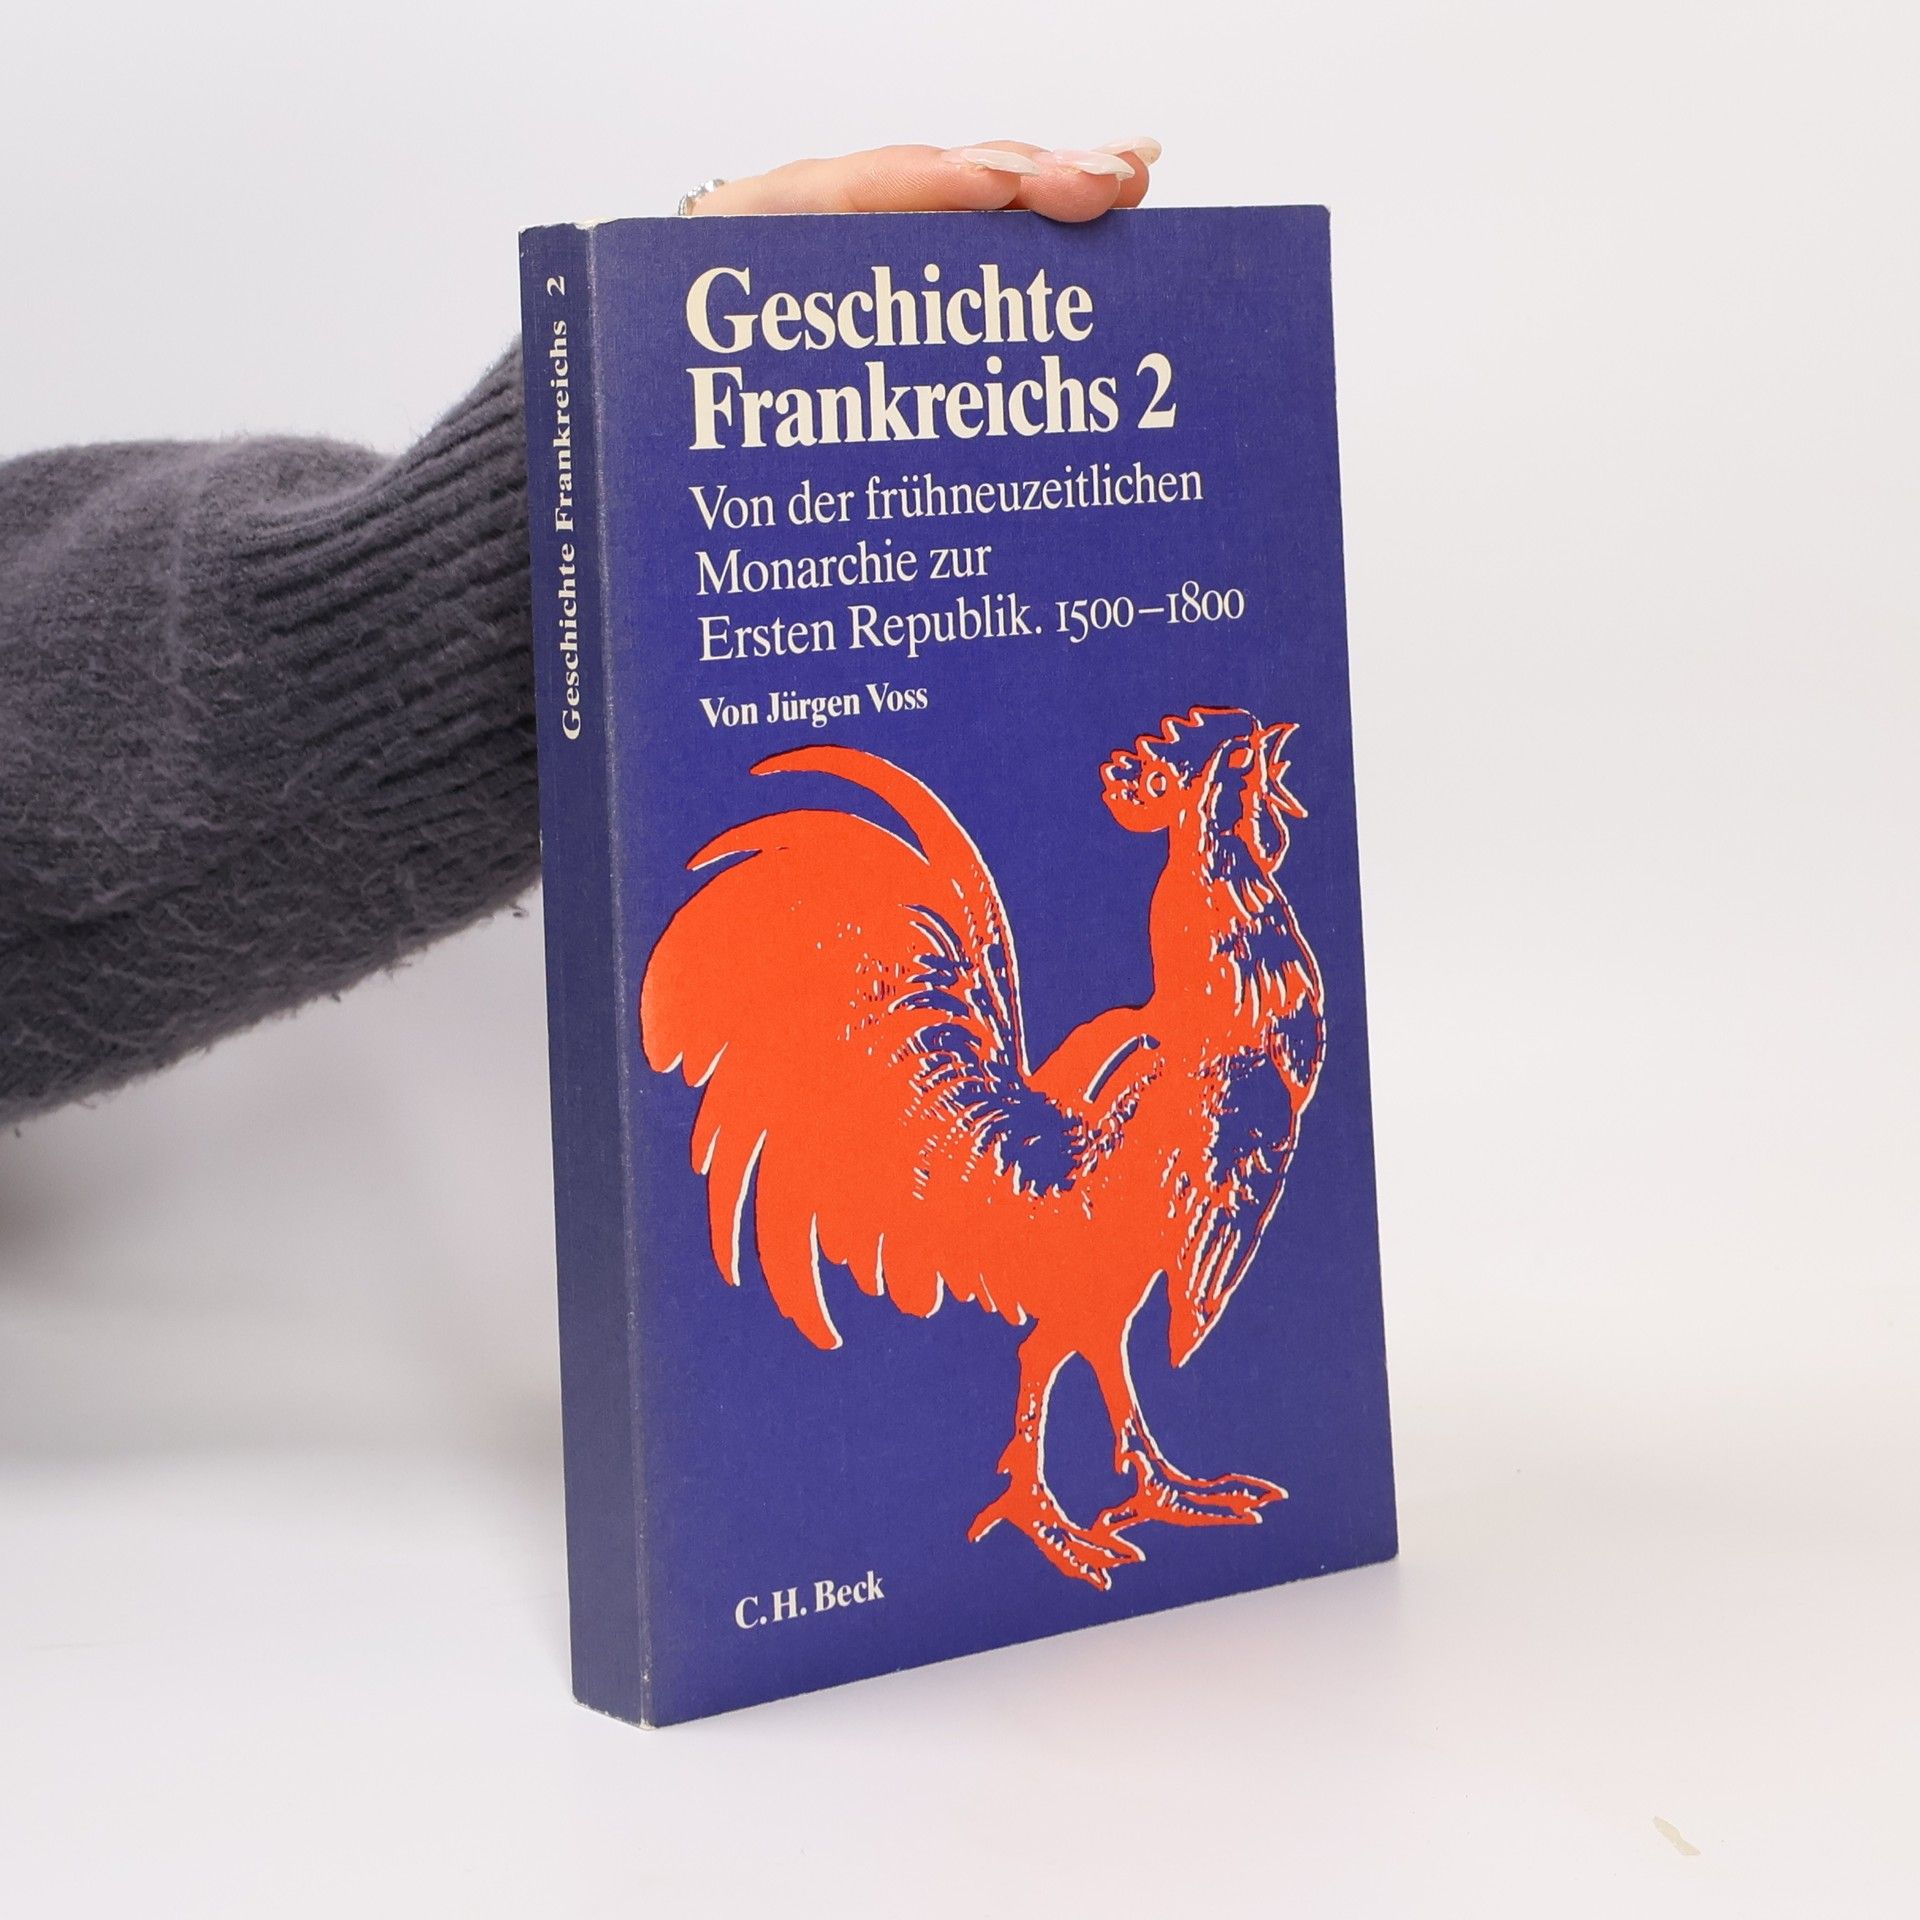 Geschichte Frankreichs 2
Geschichte
Frankreichs 2
Von der frühneuzeitlichen
Monarchie zur
Ersten Republik. 1500–1800
Von Jürgen Voss
C.H. Beck